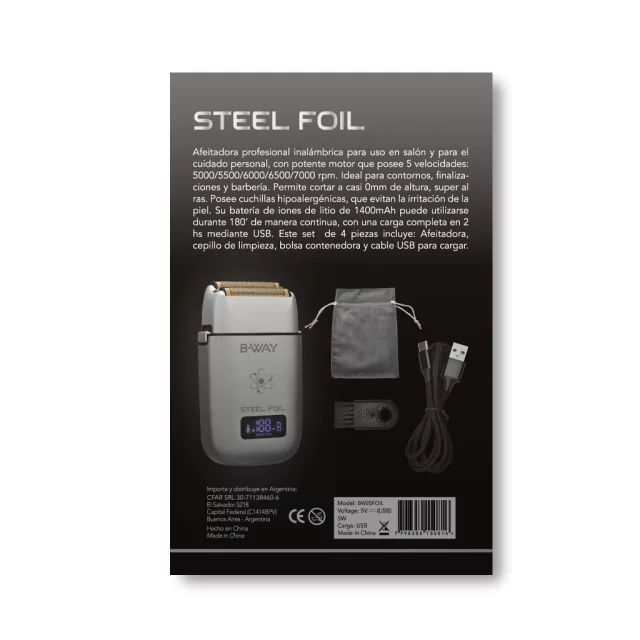 STEEL FOIL
Afeitadora profesional inalámbrica para uso en salón y para el
cuidado personal, con potente motor que posee 5 velocidades:
5000/5500/6000/6500/7000 rpm. Ideal para contornos, finaliza-
ciones y barbería. Permite cortar a casi 0mm de altura, super al
ras. Posee cuchillas hipoalergénicas, que evitan la irritación de la
piel. Su batería de iones de litio de 1400mAh puede utilizarse
durante 180’ de manera continua, con una carga completa en 2
hs mediante USB. Este set de 4 piezas incluye: Afeitadora,
cepillo de limpieza, bolsa contenedora y cable USB para cargar.
B·WAY
STEEL FOIL
100
100
Importa y distribuye en Argentina:
CFAR SRL 30-71138460-6
El Salvador 5218
Capital Federal (C1414BPV)
Buenos Aires - Argentina
Hecho en China
Made in China
CE
Model: BW25FOIL
Voltage: 5V (USB)
5W
Carga: USB
Made in China